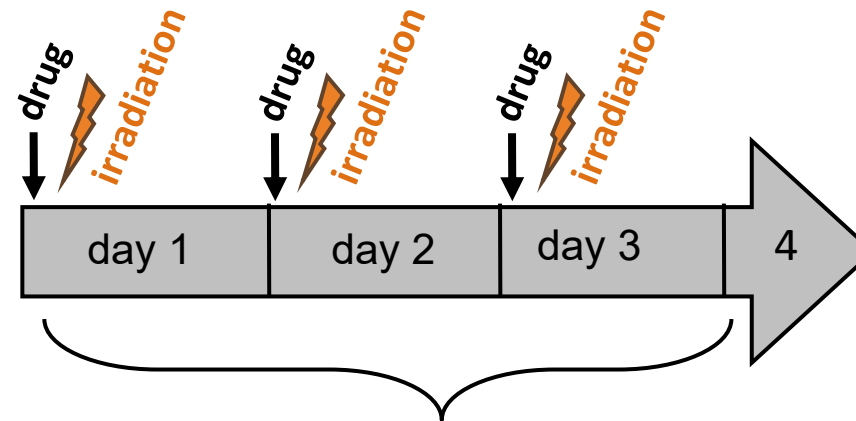 drug
irradiation
drug
irradiation
drug
irradiation
day 1
day 2
day 3
4